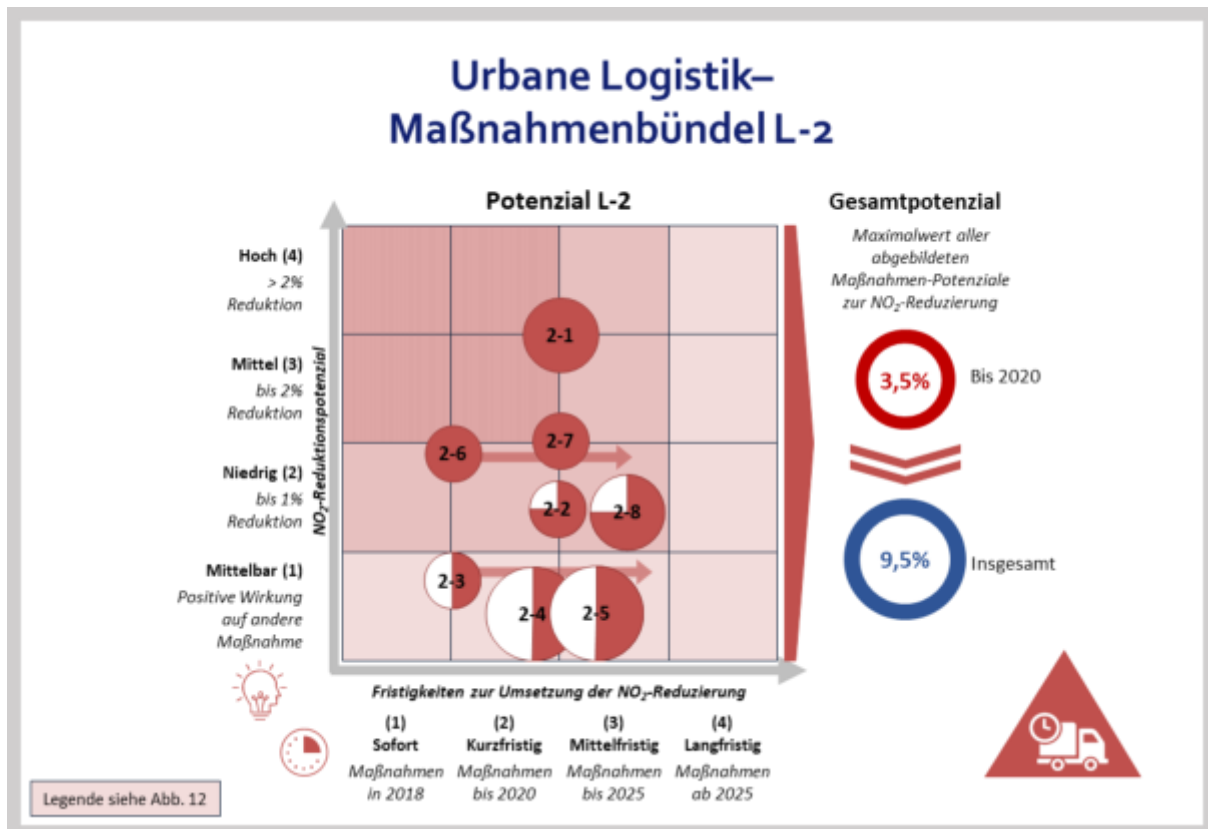 Urbane Logistik–
Maßnahmenbündel L-2
Potenzial L-2
Hoch (4)
> 2%
Reduktion
Mittel (3)
bis 2%
Reduktion
Niedrig (2)
bis 1%
Reduktion
Mittelbar (1)
Positive Wirkung
auf andere
Maßnahme
NO₂-Reduktionspotenzial
2-1
2-7
2-6
2-2
2-8
2-3
2-4
2-5
Fristigkeiten zur Umsetzung der NO₂-Reduzierung
(1)
Sofort
Maßnahmen
in 2018
(2)
Kurzfristig
Maßnahmen
bis 2020
(3)
Mittelfristig
Maßnahmen
bis 2025
(4)
Langfristig
Maßnahmen
ab 2025
Gesamtpotenzial
Maximalwert aller
abgebildeten
Maßnahmen-Potenziale
zur NO₂-Reduzierung
3,5%
Bis 2020
9,5%
Insgesamt
Legende siehe Abb. 12